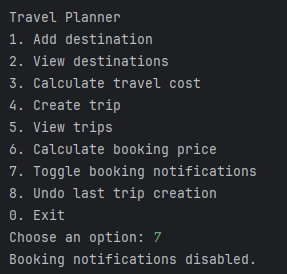 Travel Planner
1. Add destination
2. View destinations
3. Calculate travel cost
4. Create trip
5. View trips
6. Calculate booking price
7. Toggle booking notifications
8. Undo last trip creation
0. Exit
Choose an option: 7
Booking notifications disabled.